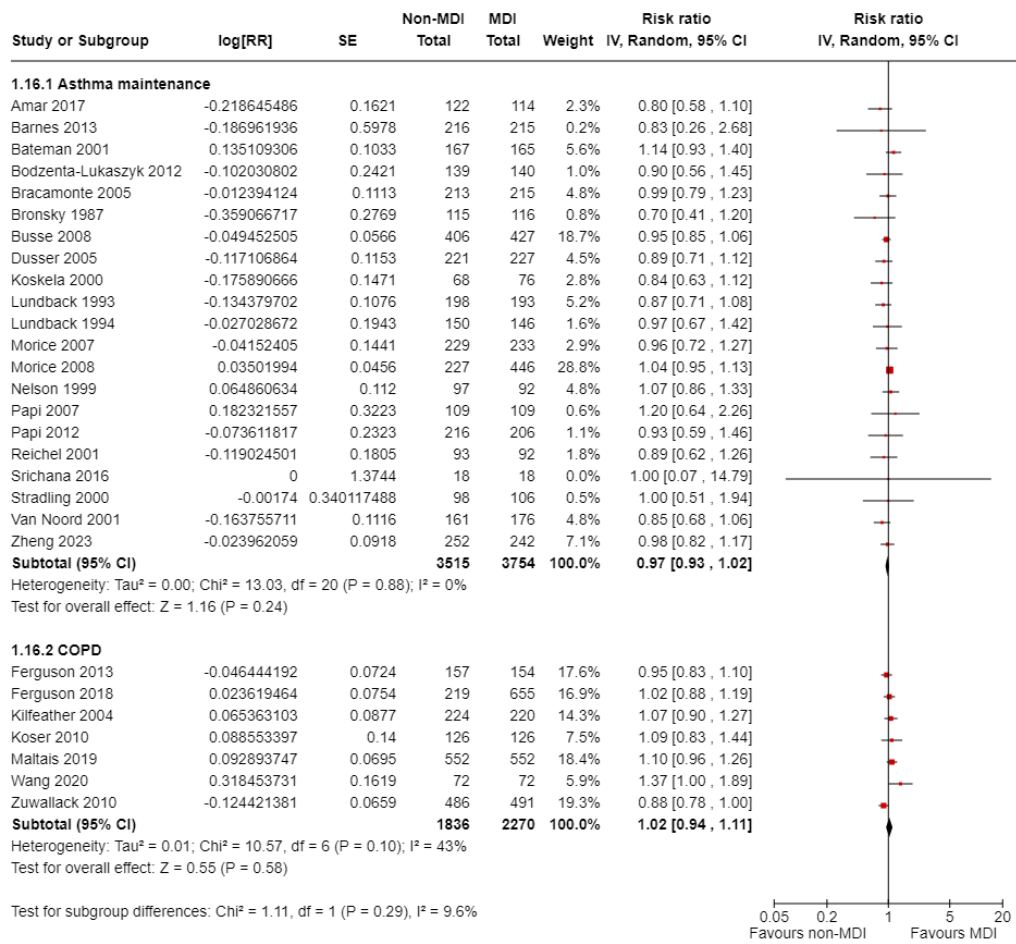 Non-MDI MDI Risk ratio Risk ratio
Study or Subgroup log[RR] SE Total Total Weight IV, Random, 95% CI IV, Random, 95% CI
1.16.1 Asthma maintenance
Amar 2017 -0.218645486 0.1621 122 114 2.3% 0.80 [0.58 , 1.10]
Barnes 2013 -0.186961936 0.5978 216 215 0.2% 0.83 [0.26 , 2.68]
Bateman 2001 0.135109306 0.1033 167 165 5.6% 1.14 [0.93 , 1.40]
Bodzenta-Lukaszyk 2012 -0.102030802 0.2421 139 140 1.0% 0.90 [0.56 , 1.45]
Bracamonte 2005 -0.012394124 0.1113 213 215 4.8% 0.99 [0.79 , 1.23]
Bronsky 1987 -0.359066717 0.2769 115 116 0.8% 0.70 [0.41 , 1.20]
Busse 2008 -0.049452505 0.0566 406 427 18.7% 0.95 [0.85 , 1.06]
Dusser 2005 -0.117106864 0.1153 221 227 4.5% 0.89 [0.71 , 1.12]
Koskela 2000 -0.175890666 0.1471 68 76 2.8% 0.84 [0.63 , 1.12]
Lundback 1993 -0.134379702 0.1076 198 193 5.2% 0.87 [0.71 , 1.08]
Lundback 1994 -0.027028672 0.1943 150 146 1.6% 0.97 [0.67 , 1.42]
Morice 2007 -0.04152405 0.1441 229 233 2.9% 0.96 [0.72 , 1.27]
Morice 2008 0.03501994 0.0456 227 446 28.8% 1.04 [0.95 , 1.13]
Nelson 1999 0.064860634 0.112 97 92 4.8% 1.07 [0.86 , 1.33]
Papi 2007 0.182321557 0.3223 109 109 0.6% 1.20 [0.64 , 2.26]
Papi 2012 -0.073611817 0.2323 216 206 1.1% 0.93 [0.59 , 1.46]
Reichel 2001 -0.119024501 0.1805 93 92 1.8% 0.89 [0.62 , 1.26]
Srichana 2016 0 1.3744 18 18 0.0% 1.00 [0.07 , 14.79]
Stradling 2000 -0.00174 0.340117488 98 106 0.5% 1.00 [0.51 , 1.94]
Van Noord 2001 -0.163755711 0.1116 161 176 4.8% 0.85 [0.68 , 1.06]
Zheng 2023 -0.023962059 0.0918 252 242 7.1% 0.98 [0.82 , 1.17]
Subtotal (95% CI) 3515 3754 100.0% 0.97 [0.93 , 1.02]
Heterogeneity: Tau² = 0.00; Chi² = 13.03, df = 20 (P = 0.88); I² = 0%
Test for overall effect: Z = 1.16 (P = 0.24)
1.16.2 COPD
Ferguson 2013 -0.046444192 0.0724 157 154 17.6% 0.95 [0.83 , 1.10]
Ferguson 2018 0.023619464 0.0754 219 655 16.9% 1.02 [0.88 , 1.19]
Kilfeather 2004 0.065363103 0.0877 224 220 14.3% 1.07 [0.90 , 1.27]
Koser 2010 0.088553397 0.14 126 126 7.5% 1.09 [0.83 , 1.44]
Maltais 2019 0.092893747 0.0695 552 552 18.4% 1.10 [0.96 , 1.26]
Wang 2020 0.318453731 0.1619 72 72 5.9% 1.37 [1.00 , 1.89]
Zuwallack 2010 -0.124421381 0.0659 486 491 19.3% 0.88 [0.78 , 1.00]
Subtotal (95% CI) 1836 2270 100.0% 1.02 [0.94 , 1.11]
Heterogeneity: Tau² = 0.01; Chi² = 10.57, df = 6 (P = 0.10); I² = 43%
Test for overall effect: Z = 0.55 (P = 0.58)
Test for subgroup differences: Chi² = 1.11, df = 1 (P = 0.29), I² = 9.6%
0.05 0.2 1 5 20
Favours non-MDI Favours MDI